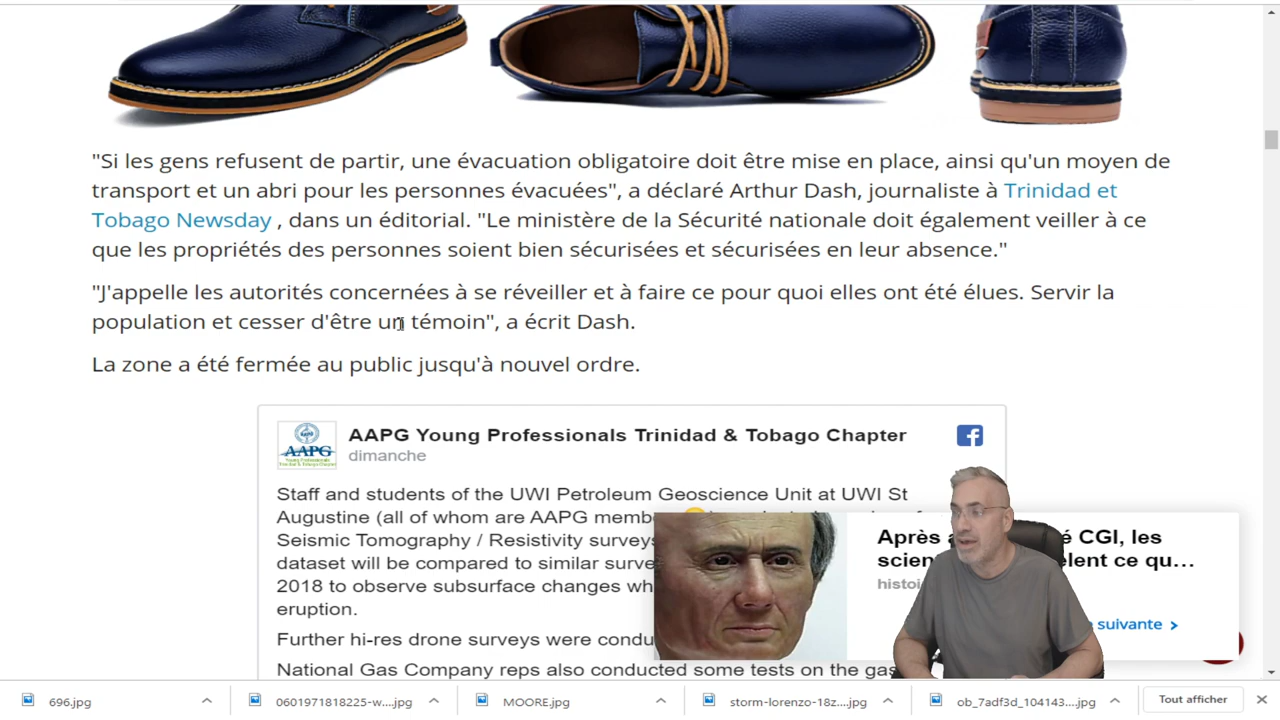 "Si les gens refusent de partir, une évacuation obligatoire doit être mise en place, ainsi qu'un moyen de
transport et un abri pour les personnes évacuées", a déclaré Arthur Dash, journaliste à Trinidad et
Tobago Newsday , dans un éditorial. "Le ministère de la Sécurité nationale doit également veiller à ce
que les propriétés des personnes soient bien sécurisées et sécurisées en leur absence."
"J'appelle les autorités concernées à se réveiller et à faire ce pour quoi elles ont été élues. Servir la
population et cesser d'être un témoin", a écrit Dash.
La zone a été fermée au public jusqu'à nouvel ordre.
AAPG
AAPG Young Professionals Trinidad & Tobago Chapter
dimanche
Staff and students of the UWI Petroleum Geoscience Unit at UWI St
Augustine (all of whom are AAPG
Seismic Tomography / Resistivity surveys
dataset will be compared to similar
2018 to observe subsurface changes
eruption.
Further hi-res drone surveys were
National Gas Company reps also conducted some tests on the gas
Après CGI, les
ce qu…
suivante >
696.jpg
0601971818225-w....jpg
MOORE.jpg
storm-lorenzo-18z....jpg
ob_7adf3d_104143....jpg
Tout afficher